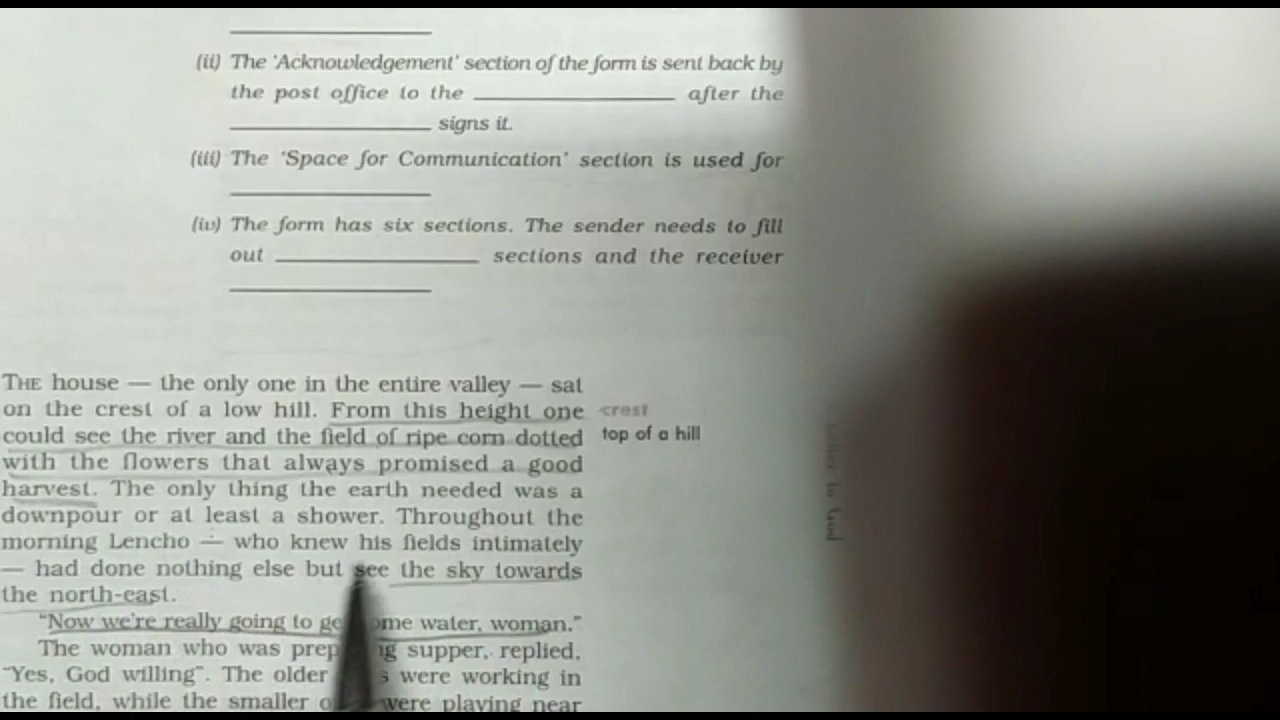 (ii) The 'Acknowledgement' section of the form is sent back by
the post office to the ____________ after the
____________ signs it.
(iii) The 'Space for Communication' section is used for
____________
(iv) The form has six sections. The sender needs to fill
out ____________ sections and the receiver
____________
THE house — the only one in the entire valley — sat
on the crest of a low hill. From this height one
could see the river and the field of ripe corn dotted
with the flowers that always promised a good
harvest. The only thing the earth needed was a
downpour or at least a shower. Throughout the
morning Lencho — who knew his fields intimately
— had done nothing else but see the sky towards
the north-east.
"Now we're really going to ge ome water, woman."
The woman who was prep g supper, replied,
"Yes, God willing". The older s were working in
the field, while the smaller o were playing near
crest
top of a hill
to God